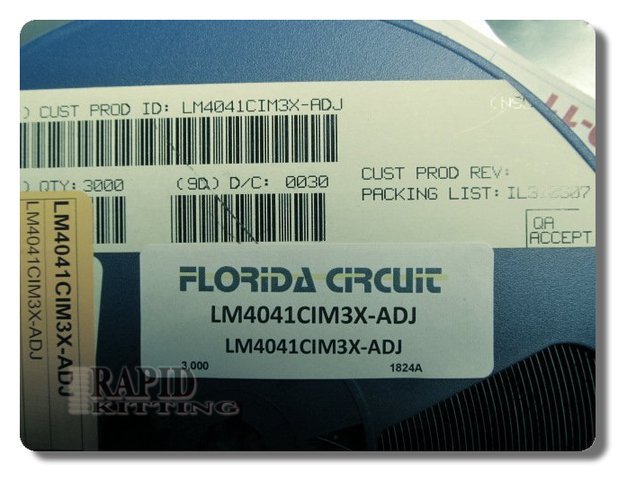 ) CUST PROD ID: LM4041CIM3X-ADJ
QTY: 3000
(9D) D/C: 0030
CUST PROD REV:
PACKING LIST:
QA
ACCEPT
LM4041CIM3X-ADJ
LM4041CIM3X-ADJ
FLORIDA CIRCUIT
LM4041CIM3X-ADJ
LM4041CIM3X-ADJ
3,000 1824A
RAPID
KITTING